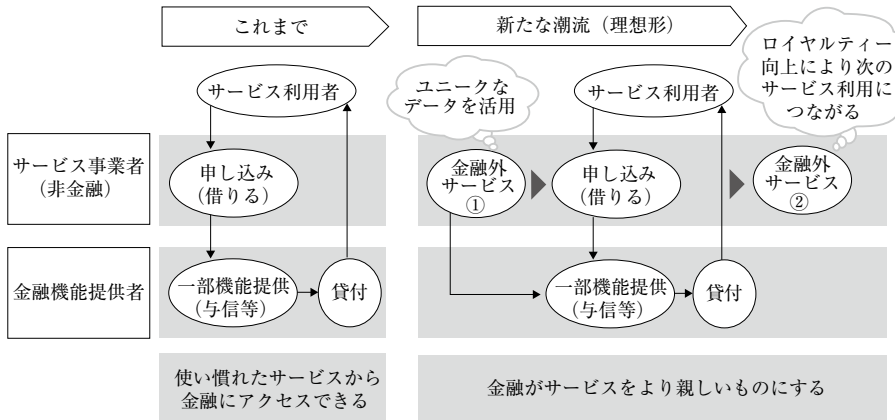 これまで
新たな潮流（理想形）
ロイヤルティー
向上により次の
サービス利用に
つながる
ユニークな
データを活用
サービス利用者
サービス利用者
サービス事業者
（非金融）
申し込み
（借りる）
金融外
サービス
①
申し込み
（借りる）
金融外
サービス
②
金融機能提供者
一部機能提供
（与信等）
貸付
一部機能提供
（与信等）
貸付
使い慣れたサービスから
金融にアクセスできる
金融がサービスをより親しいものにする